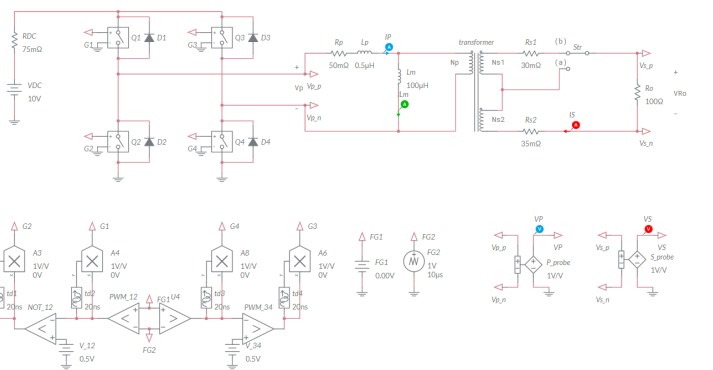 RDC
75mΩ
VDC
10V
G1
Q1
D1
G3
Q3
D3
G2
Q2
D2
G4
Q4
D4
+
Vp
-
Vp_p
Vp_n
Rp
50mΩ
Lp
0.5µH
IP
A
Lm
100µH
Lm
A
transformer
Np
Ns1
Ns2
Rs1
30mΩ
(b)
Str
(a)
Rs2
35mΩ
IS
A
Vs_p
Ro
100Ω
+
VRo
-
Vs_n
G2
A3
1V/V
0V
G1
A4
1V/V
0V
G4
A8
1V/V
0V
G3
A6
1V/V
0V
td1
20ns
td2
20ns
td3
20ns
td4
20ns
NOT_12
PWM_12
FG1
U4
PWM_34
FG2
V_12
0.5V
V_34
0.5V
FG1
FG1
0.00V
FG2
FG2
1V
10µs
VP
V
Vp_p
VP
P_probe
1V/V
Vp_n
VS
V
Vs_p
VS
S_probe
1V/V
Vs_n